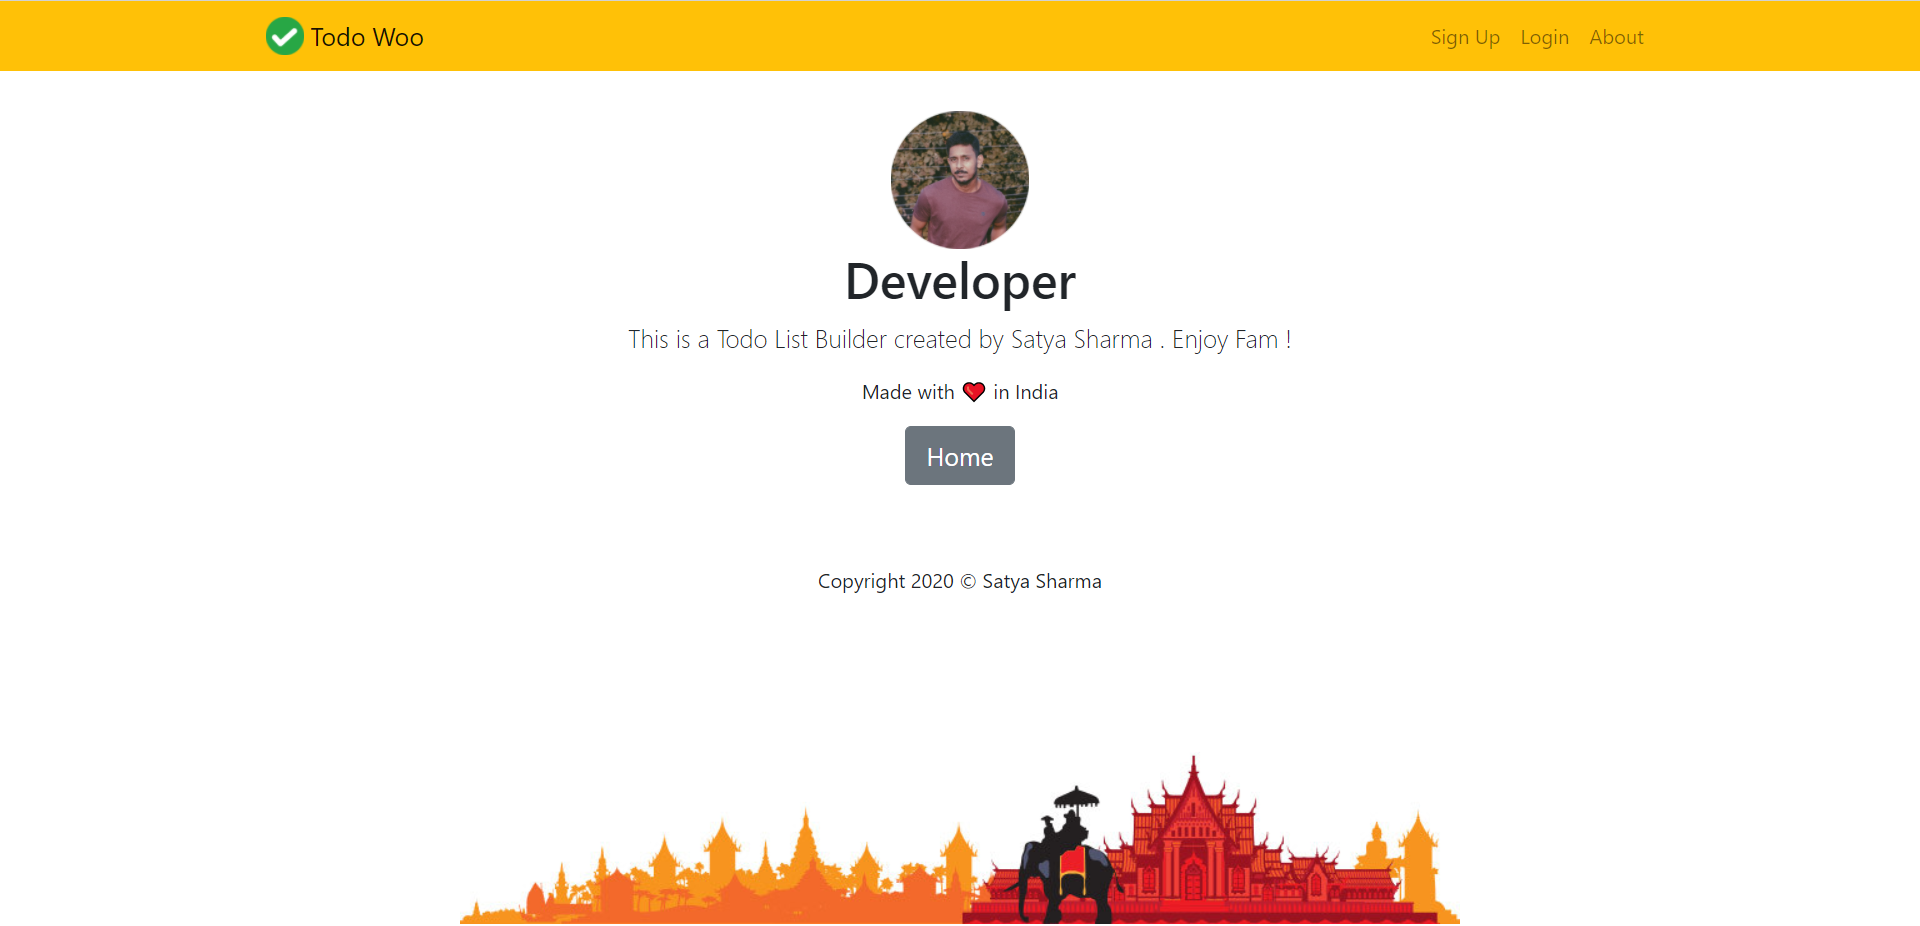 Todo Woo
Sign Up Login About
Developer
This is a Todo List Builder created by Satya Sharma . Enjoy Fam !
Made with ❤ in India
Home
Copyright 2020 © Satya Sharma